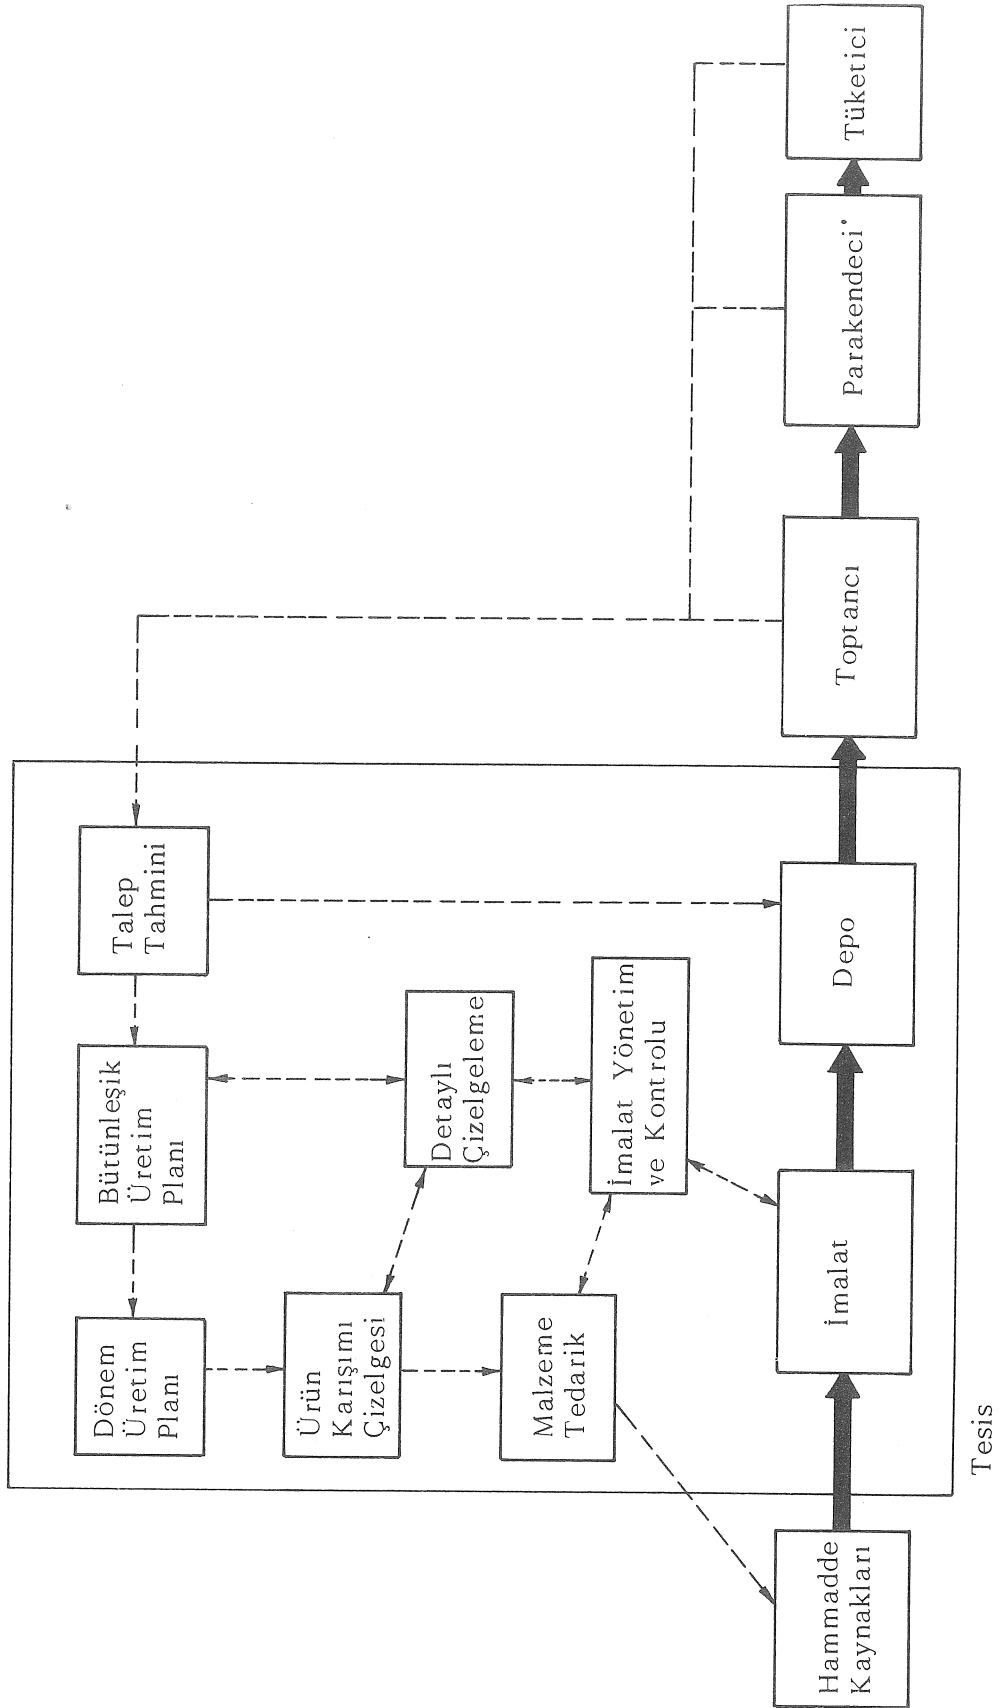 Dönem
Üretim
Planı
Bütünleşik
Üretim
Planı
Talep
Tahmini
Ürün
Karışımı
Çizelgesi
Detaylı
Çizelgeleme
Malzeme
Tedarik
İmalat Yönetim
ve Kontrolu
Hammadde
Kaynakları
İmalat
Depo
Toptancı
Parakendeci
Tüketici
Tesis